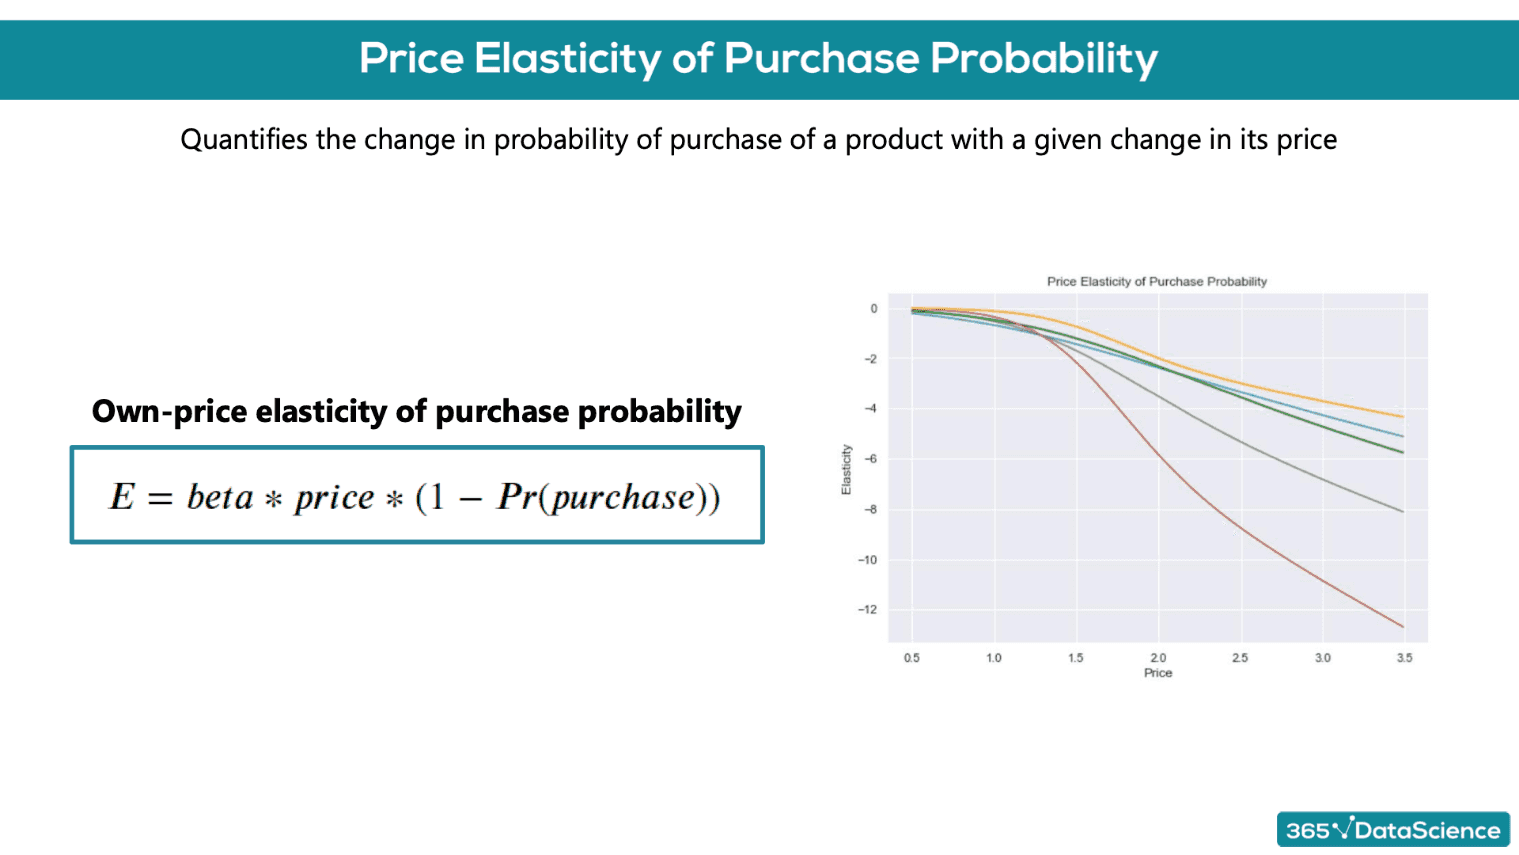 Price Elasticity of Purchase Probability
Quantifies the change in probability of purchase of a product with a given change in its price
Own-price elasticity of purchase probability
E = beta ∗ price ∗ (1 − Pr(purchase))
Price Elasticity of Purchase Probability
0
−2
−4
−6
−8
−10
−12
Elasticity
0.5 1.0 1.5 2.0 2.5 3.0 3.5
Price
365 DataScience